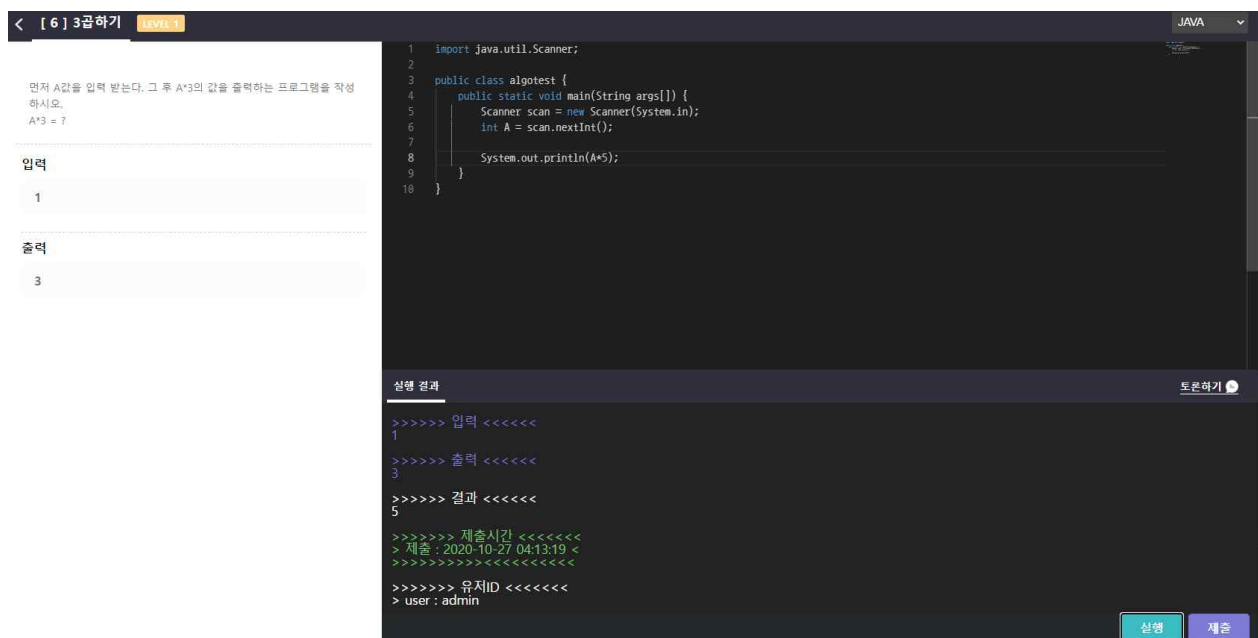 [ 6 ] 3곱하기 LEVEL 1
JAVA
먼저 A값을 입력 받는다. 그 후 A*3의 값을 출력하는 프로그램을 작성
하시오.
A*3 = ?
입력
1
출력
3
1 import java.util.Scanner;
2
3 public class algotest {
4 public static void main(String args[]) {
5 Scanner scan = new Scanner(System.in);
6 int A = scan.nextInt();
7
8 System.out.println(A*5);
9 }
10 }
실행 결과
토론하기
>>>>>> 입력 <<<<<<
1
>>>>>> 출력 <<<<<<
3
>>>>>> 결과 <<<<<<
5
>>>>>>> 제출시간 <<<<<<<
> 제출 : 2020-10-27 04:13:19 <
>>>>>>>>>><<<<<<<<<<
>>>>>>> 유저ID <<<<<<<
> user : admin
실행
제출